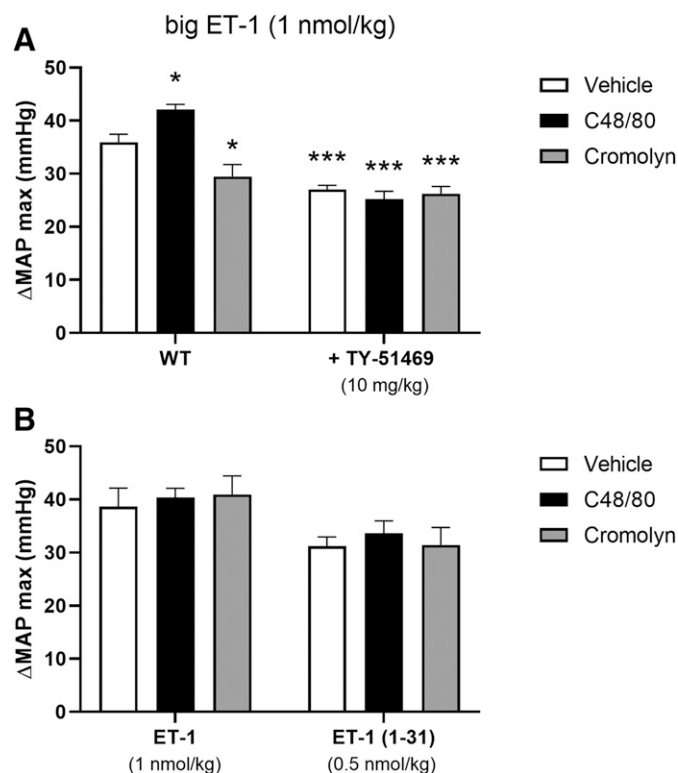 A
big ET-1 (1 nmol/kg)
ΔMAP max (mmHg)
50
40
30
20
10
0
*
*
***
***
***
WT
+ TY-51469
(10 mg/kg)
Vehicle
C48/80
Cromolyn
B
ΔMAP max (mmHg)
50
40
30
20
10
0
ET-1
(1 nmol/kg)
ET-1 (1-31)
(0.5 nmol/kg)
Vehicle
C48/80
Cromolyn